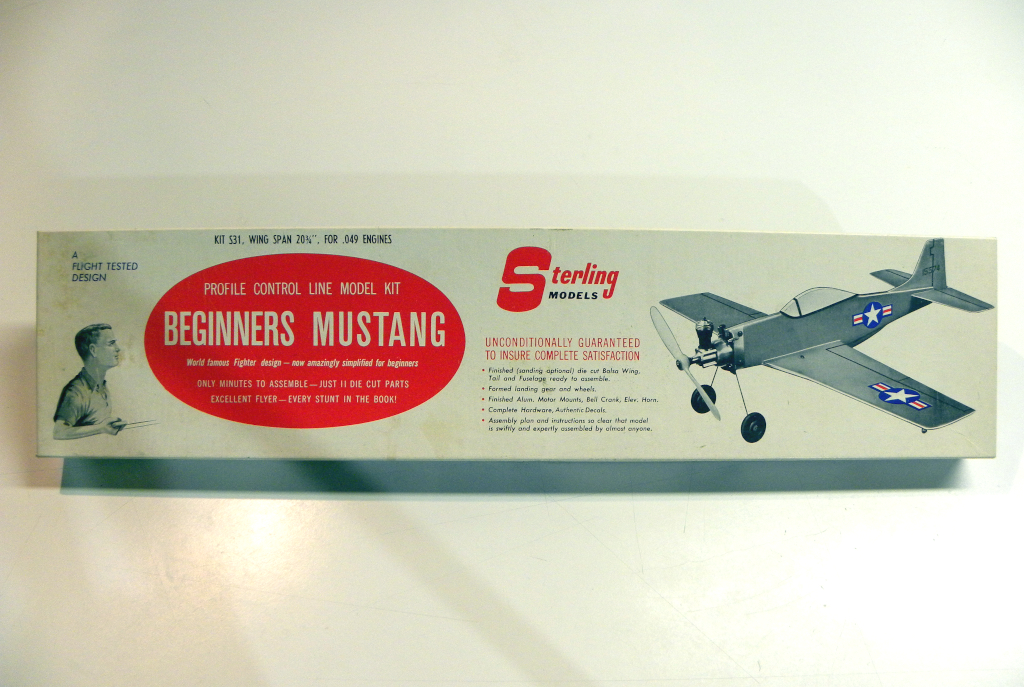 KIT S31, WING SPAN 20¾", FOR .049 ENGINES
A
FLIGHT TESTED
DESIGN
PROFILE CONTROL LINE MODEL KIT
BEGINNERS MUSTANG
World famous Fighter design — now amazingly simplified for beginners
ONLY MINUTES TO ASSEMBLE — JUST 11 DIE CUT PARTS
EXCELLENT FLYER — EVERY STUNT IN THE BOOK!
Sterling
MODELS
UNCONDITIONALLY GUARANTEED
TO INSURE COMPLETE SATISFACTION
• Finished (sanding optional) die cut Balsa Wing,
Tail and Fuselage ready to assemble.
• Formed landing gear and wheels.
• Finished Alum. Motor Mounts, Bell Crank, Elev. Horn.
• Complete Hardware, Authentic Decals.
• Assembly plan and instructions so clear that model
is swiftly and expertly assembled by almost anyone.